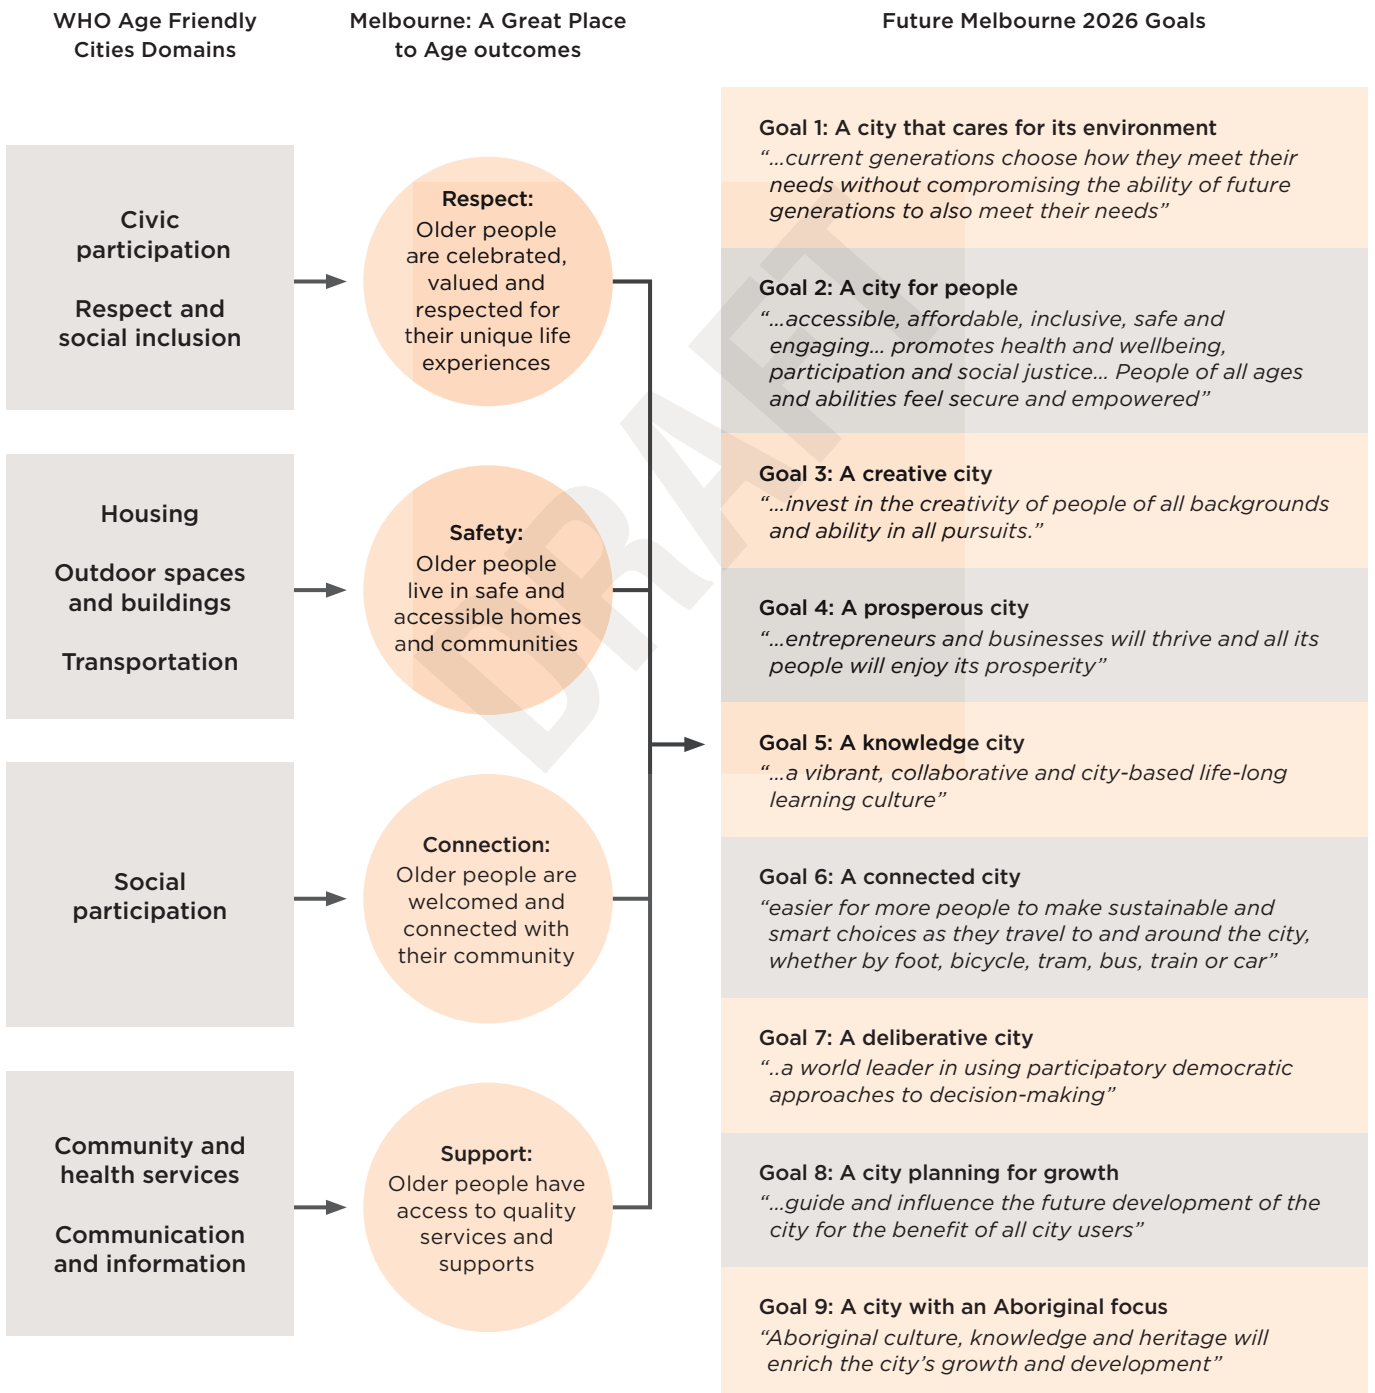 WHO Age Friendly
Cities Domains
Melbourne: A Great Place
to Age outcomes
Future Melbourne 2026 Goals
Civic
participation
Respect and
social inclusion
Housing
Outdoor spaces
and buildings
Transportation
Social
participation
Community and
health services
Communication
and information
Respect:
Older people
are celebrated,
valued and
respected for
their unique life
experiences
Safety:
Older people
live in safe and
accessible homes
and communities
Connection:
Older people are
welcomed and
connected with
their community
Support:
Older people have
access to quality
services and
supports
Goal 1: A city that cares for its environment
“...current generations choose how they meet their
needs without compromising the ability of future
generations to also meet their needs”
Goal 2: A city for people
“...accessible, affordable, inclusive, safe and
engaging... promotes health and wellbeing,
participation and social justice... People of all ages
and abilities feel secure and empowered”
Goal 3: A creative city
“...invest in the creativity of people of all backgrounds
and ability in all pursuits.”
Goal 4: A prosperous city
“...entrepreneurs and businesses will thrive and all its
people will enjoy its prosperity”
Goal 5: A knowledge city
“...a vibrant, collaborative and city-based life-long
learning culture”
Goal 6: A connected city
“easier for more people to make sustainable and
smart choices as they travel to and around the city,
whether by foot, bicycle, tram, bus, train or car”
Goal 7: A deliberative city
“..a world leader in using participatory democratic
approaches to decision-making”
Goal 8: A city planning for growth
“...guide and influence the future development of the
city for the benefit of all city users”
Goal 9: A city with an Aboriginal focus
“Aboriginal culture, knowledge and heritage will
enrich the city’s growth and development”
DRAFT